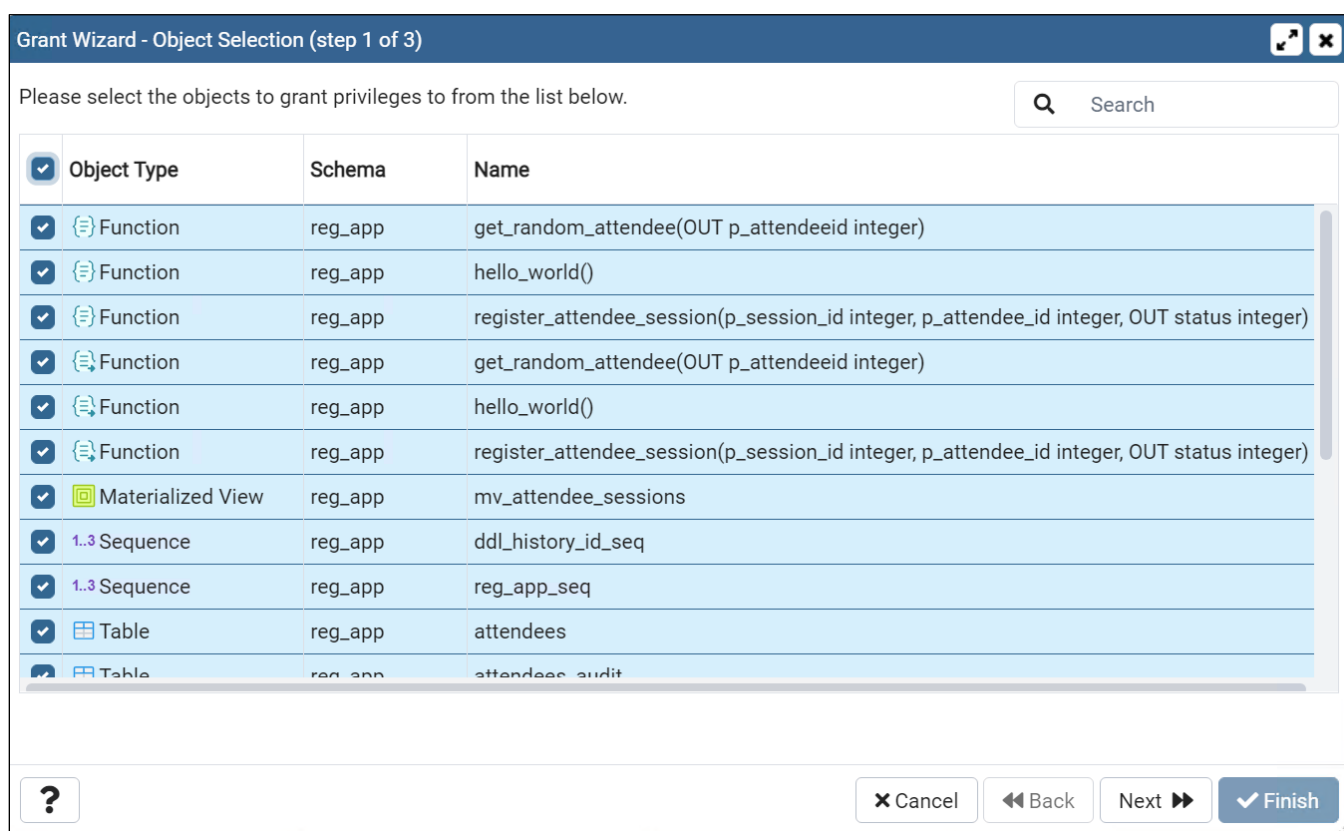 Grant Wizard - Object Selection (step 1 of 3)
Please select the objects to grant privileges to from the list below.
Search
Object Type Schema Name
Function reg_app get_random_attendee(OUT p_attendeeid integer)
Function reg_app hello_world()
Function reg_app register_attendee_session(p_session_id integer, p_attendee_id integer, OUT status integer)
Function reg_app get_random_attendee(OUT p_attendeeid integer)
Function reg_app hello_world()
Function reg_app register_attendee_session(p_session_id integer, p_attendee_id integer, OUT status integer)
Materialized View reg_app mv_attendee_sessions
1..3 Sequence reg_app ddl_history_id_seq
1..3 Sequence reg_app reg_app_seq
Table reg_app attendees
Table reg_app attendees_audit
? Cancel Back Next Finish